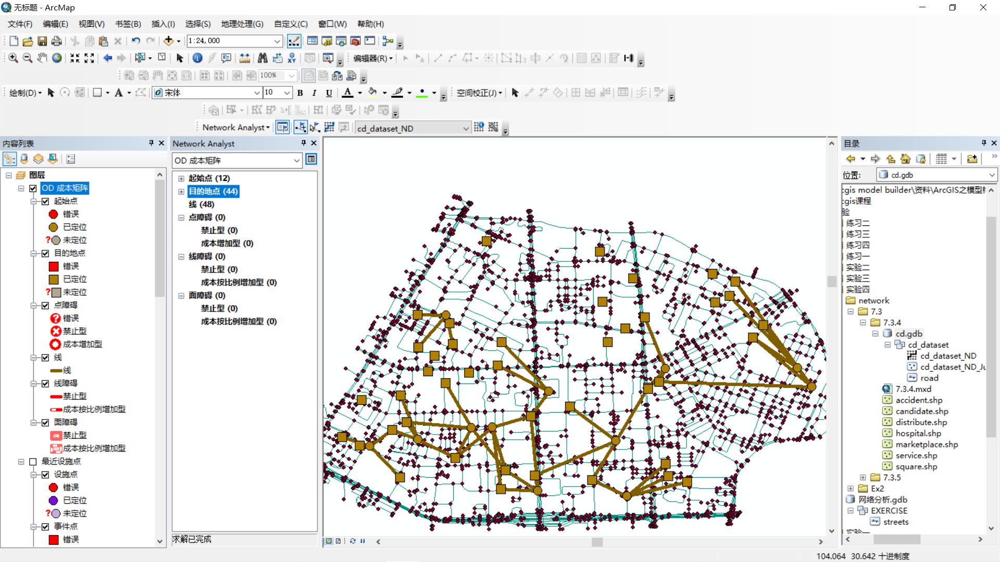 无标题 - ArcMap
文件(F) 编辑(E) 视图(V) 书签(B) 插入(I) 选择(S) 地理处理(G) 自定义(C) 窗口(W) 帮助(H)
1:24,000
编辑器(R)
100%
绘制(D) A 宋体 10 B I U A 空间校正(J)
Network Analyst cd_dataset_ND
内容列表
图层
OD 成本矩阵
起始点
错误
已定位
未定位
目的地点
错误
已定位
未定位
点障碍
错误
禁止型
成本增加型
线
线
线障碍
禁止型
成本按比例增加型
面障碍
禁止型
成本按比例增加型
最近设施点
设施点
错误
已定位
未定位
事件点
错误
Network Analyst
OD 成本矩阵
起始点 (12)
目的地点 (44)
线 (48)
点障碍 (0)
禁止型 (0)
成本增加型 (0)
线障碍 (0)
禁止型 (0)
成本按比例增加型 (0)
面障碍 (0)
禁止型 (0)
成本按比例增加型 (0)
求解已完成
目录
位置: cd.gdb
cgis model builder\资料\ArcGIS之模型
cgis课程
验
练习二
练习三
练习四
练习一
实验二
实验三
实验四
network
7.3
7.3.4
cd.gdb
cd_dataset
cd_dataset_ND
cd_dataset_ND_Ju
road
7.3.4.mxd
accident.shp
candidate.shp
distribute.shp
hospital.shp
marketplace.shp
service.shp
square.shp
7.3.5
Ex2
网络分析.gdb
EXERCISE
streets
实验一
104.064 30.642 十进制度